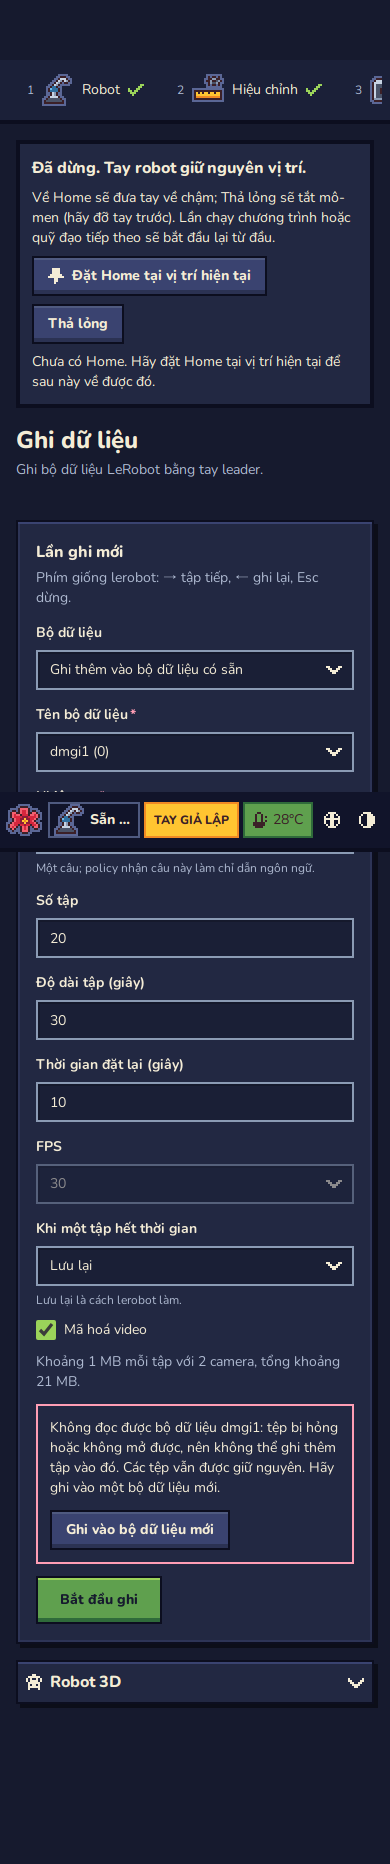 1 Robot 2 Hiệu chỉnh 3
Đã dừng. Tay robot giữ nguyên vị trí.
Về Home sẽ đưa tay về chậm; Thả lỏng sẽ tắt mô-
men (hãy đỡ tay trước). Lần chạy chương trình hoặc
quỹ đạo tiếp theo sẽ bắt đầu lại từ đầu.
Đặt Home tại vị trí hiện tại
Thả lỏng
Chưa có Home. Hãy đặt Home tại vị trí hiện tại để
sau này về được đó.
Ghi dữ liệu
Ghi bộ dữ liệu LeRobot bằng tay leader.
Lần ghi mới
Phím giống lerobot: → tập tiếp, ← ghi lại, Esc
dừng.
Bộ dữ liệu
Ghi thêm vào bộ dữ liệu có sẵn
Tên bộ dữ liệu *
dmgi1 (0)
Sẵn ... TAY GIẢ LẬP 28°C
Một câu; policy nhận câu này làm chỉ dẫn ngôn ngữ.
Số tập
20
Độ dài tập (giây)
30
Thời gian đặt lại (giây)
10
FPS
30
Khi một tập hết thời gian
Lưu lại
Lưu lại là cách lerobot làm.
Mã hoá video
Khoảng 1 MB mỗi tập với 2 camera, tổng khoảng
21 MB.
Không đọc được bộ dữ liệu dmgi1: tệp bị hỏng
hoặc không mở được, nên không thể ghi thêm
tập vào đó. Các tệp vẫn được giữ nguyên. Hãy
ghi vào một bộ dữ liệu mới.
Ghi vào bộ dữ liệu mới
Bắt đầu ghi
Robot 3D